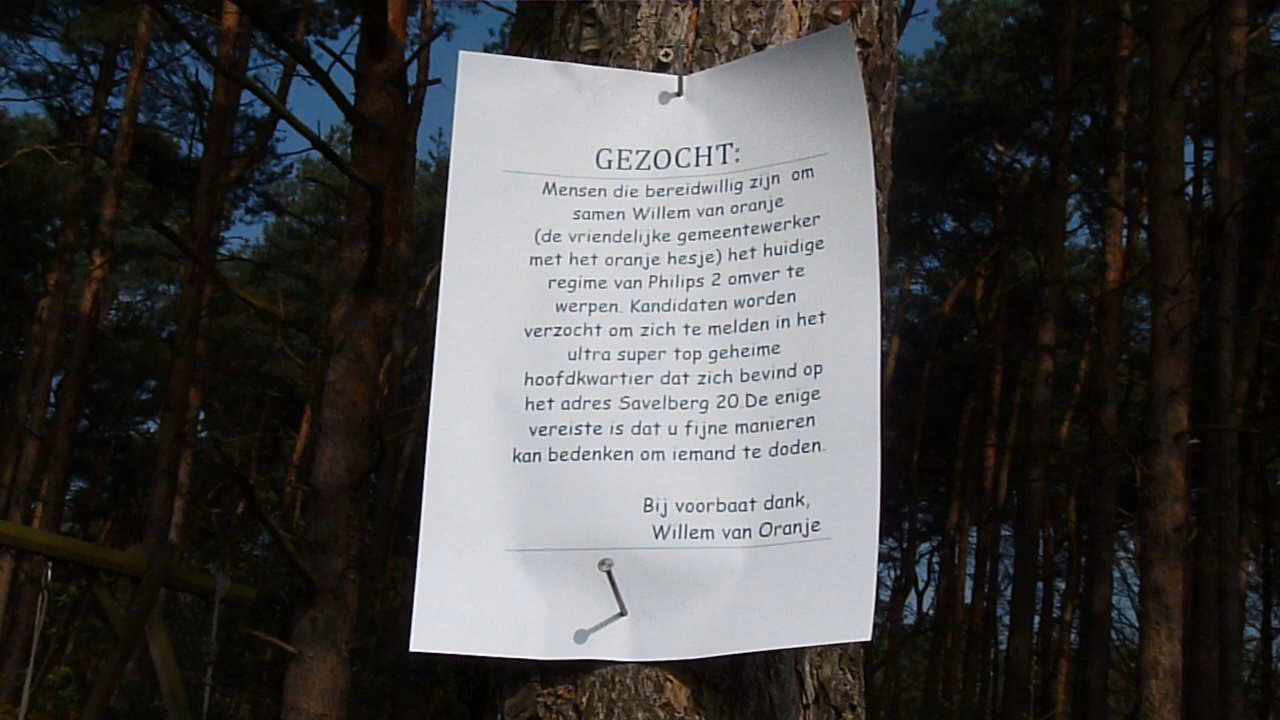 GEZOCHT:
Mensen die bereidwillig zijn om
samen Willem van oranje
(de vriendelijke gemeentewerker
met het oranje hesje) het huidige
regime van Philips 2 omver te
werpen. Kandidaten worden
verzocht om zich te melden in het
ultra super top geheime
hoofdkwartier dat zich bevind op
het adres Savelberg 20.De enige
vereiste is dat u fijne manieren
kan bedenken om iemand te doden.
Bij voorbaat dank,
Willem van Oranje